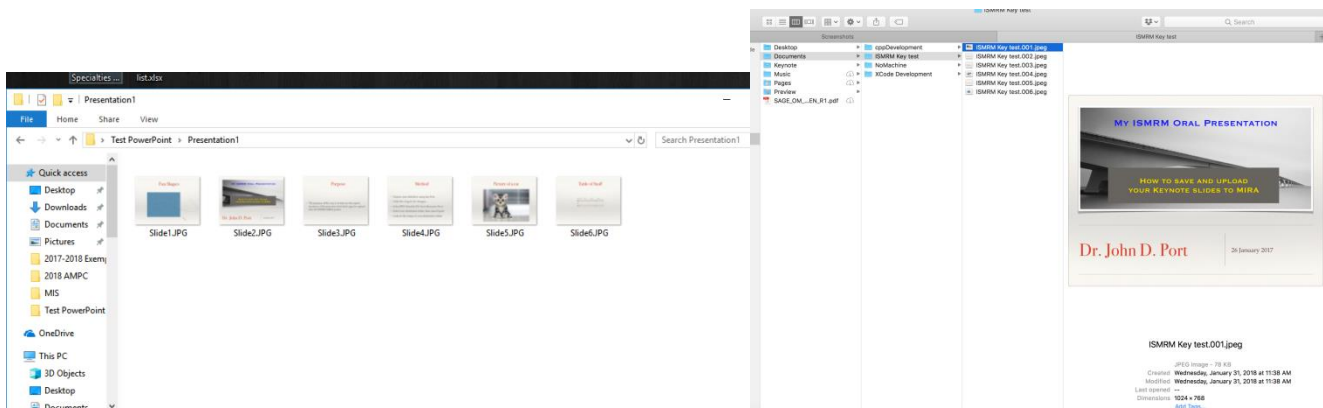 Specialties ... list.xlsx
Presentation1
File Home Share View
Test PowerPoint Presentation1
Search Presentation1
Quick access
Desktop
Downloads
Documents
Pictures
2017-2018 Exem
2018 AMPC
MIS
Test PowerPoint
OneDrive
This PC
3D Objects
Desktop
Documents
Purpose
Method
Slide1.JPG
Slide2.JPG
Slide3.JPG
Slide4.JPG
Slide5.JPG
Slide6.JPG
ISMRM Key test
Search
Screenshots
ISMRM Key test
Desktop
Documents
Keynote
Music
Pages
Preview
SAGE_OM_...EN_R1.pdf
cppDevelopment
ISMRM Key test
NoMachine
XCode Development
ISMRM Key test.001.jpeg
ISMRM Key test.002.jpeg
ISMRM Key test.003.jpeg
ISMRM Key test.004.jpeg
ISMRM Key test.005.jpeg
ISMRM Key test.006.jpeg
MY ISMRM ORAL PRESENTATION
HOW TO SAVE AND UPLOAD
YOUR KEYNOTE SLIDES TO MIRA
Dr. John D. Port
26 January 2017
ISMRM Key test.001.jpeg
JPEG image - 78 KB
Created Wednesday, January 31, 2018 at 11:38 AM
Modified Wednesday, January 31, 2018 at 11:38 AM
Last opened --
Dimensions 1024 × 768
Add Tags...